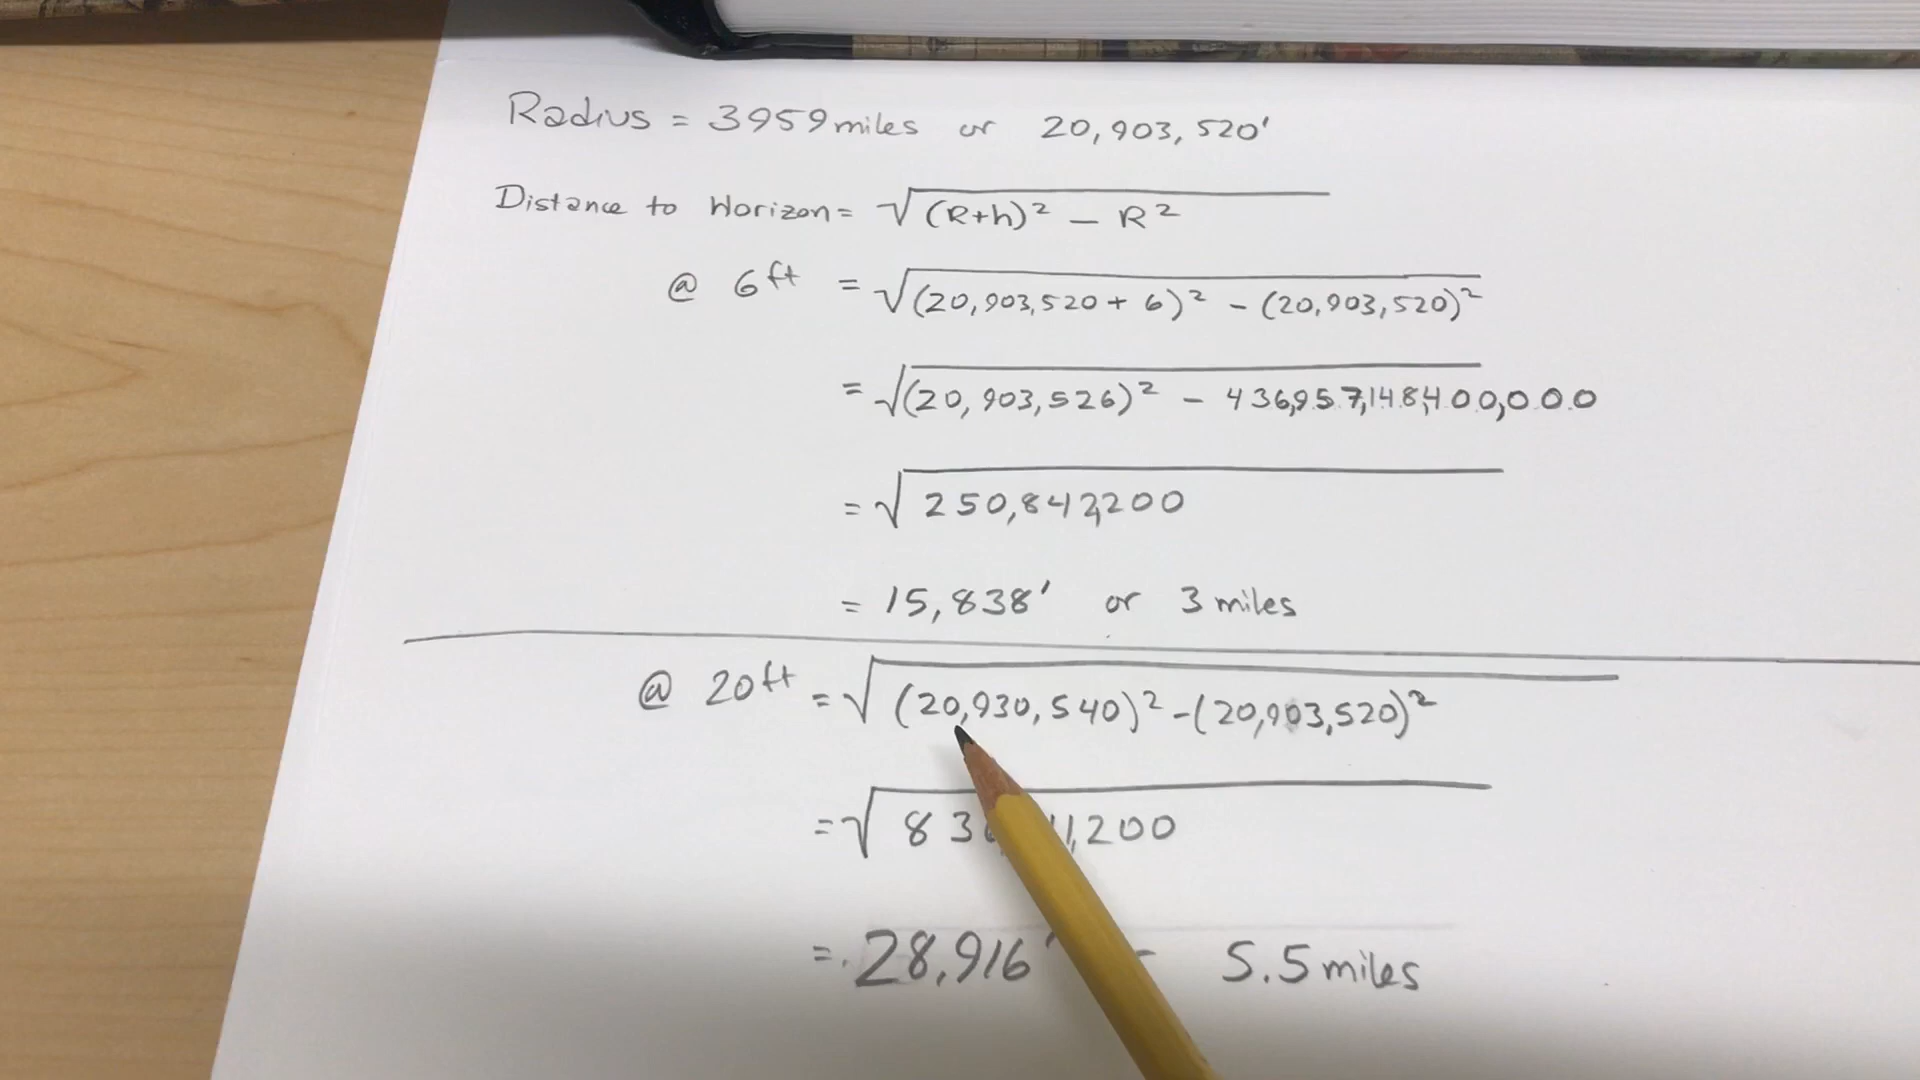 Radius = 3959 miles or 20,903,520'
Distance to Horizon = √(R+h)² – R²
@ 6ft = √(20,903,520 + 6)² – (20,903,520)²
= √(20,903,526)² – 436,957,148,400,000
= √250,842,200
= 15,838' or 3 miles
@ 20ft = √(20,930,540)² - (20,903,520)²
= √83 1,200
= 28,916' 5.5 miles